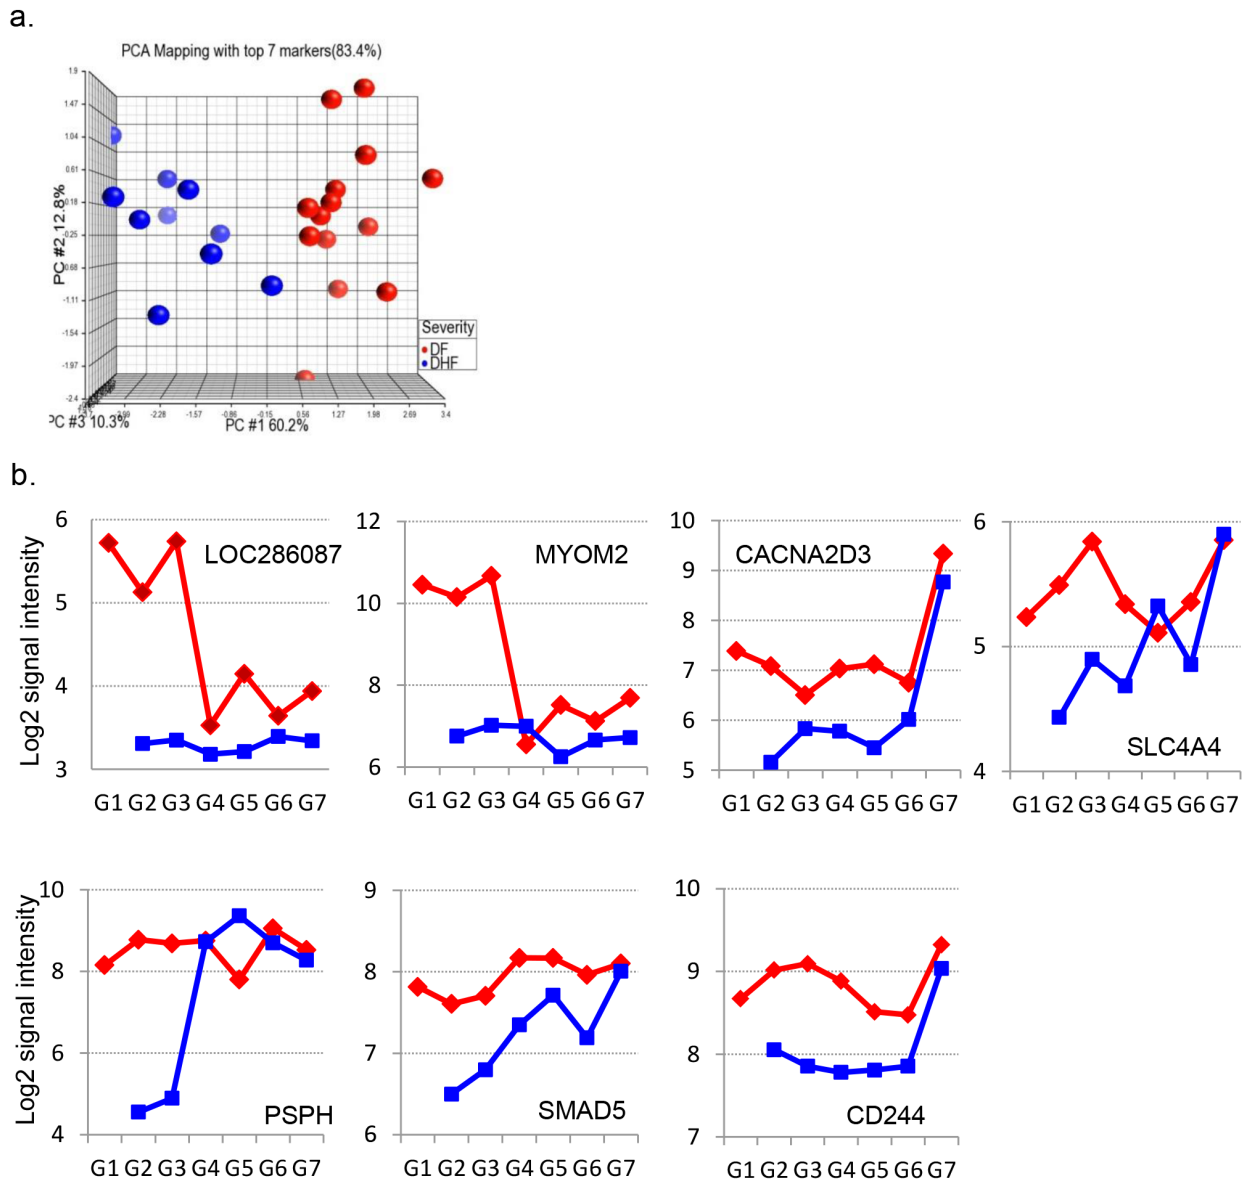 a.
PCA Mapping with top 7 markers(83.4%)
1.9
1.47
1.04
0.61
0.18
-0.25
-0.68
-1.11
-1.54
-1.97
-2.4
PC #2 12.8%
Severity
DF
DHF
-2.28 -1.57 -0.86 -0.15 0.56 1.27 1.98 2.69 3.4
PC #3 10.3% PC #1 60.2%
b.
Log2 signal intensity
6
5
4
3
LOC286087
G1 G2 G3 G4 G5 G6 G7
12
10
8
6
MYOM2
G1 G2 G3 G4 G5 G6 G7
10
9
8
7
6
5
CACNA2D3
G1 G2 G3 G4 G5 G6 G7
6
5
4
SLC4A4
G1 G2 G3 G4 G5 G6 G7
Log2 signal intensity
10
8
6
4
PSPH
G1 G2 G3 G4 G5 G6 G7
9
8
7
6
SMAD5
G1 G2 G3 G4 G5 G6 G7
10
9
8
7
CD244
G1 G2 G3 G4 G5 G6 G7